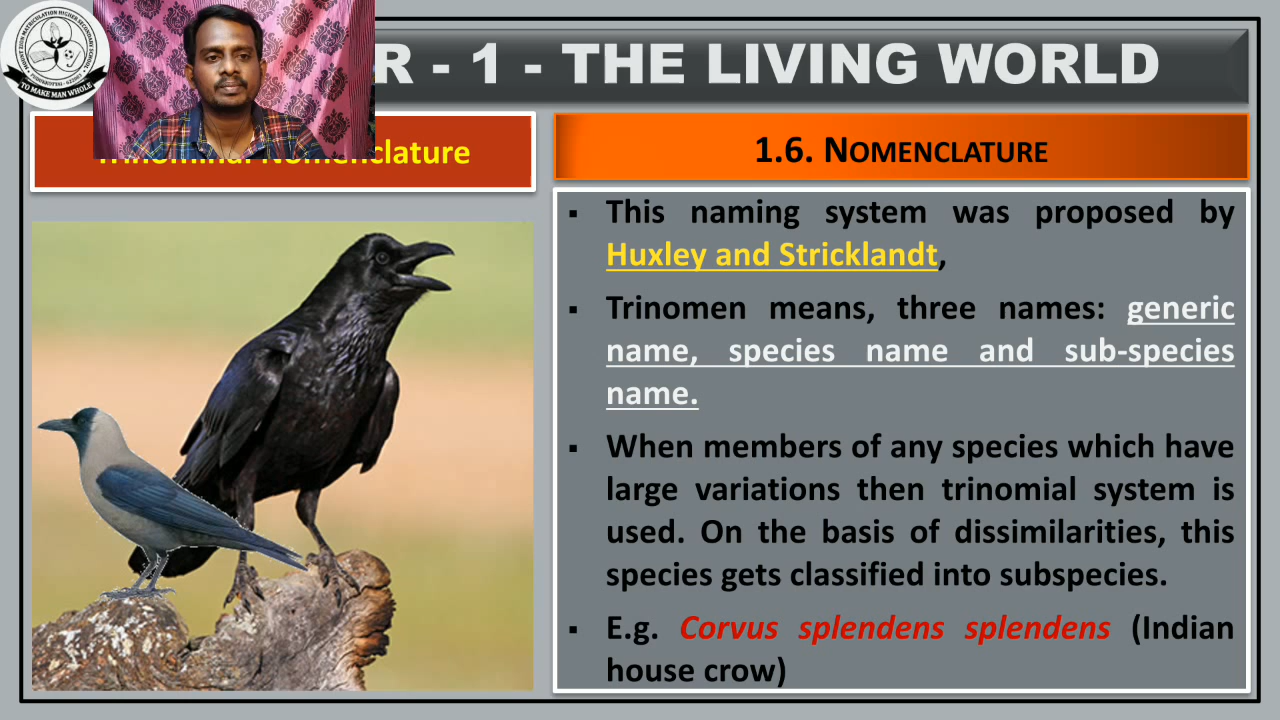 R - 1 - THE LIVING WORLD
TO MAKE MAN WHOLE
Nomenclature
1.6. NOMENCLATURE
▪ This naming system was proposed by
Huxley and Stricklandt,
▪ Trinomen means, three names: generic
name, species name and sub-species
name.
▪ When members of any species which have
large variations then trinomial system is
used. On the basis of dissimilarities, this
species gets classified into subspecies.
▪ E.g. Corvus splendens splendens (Indian
house crow)